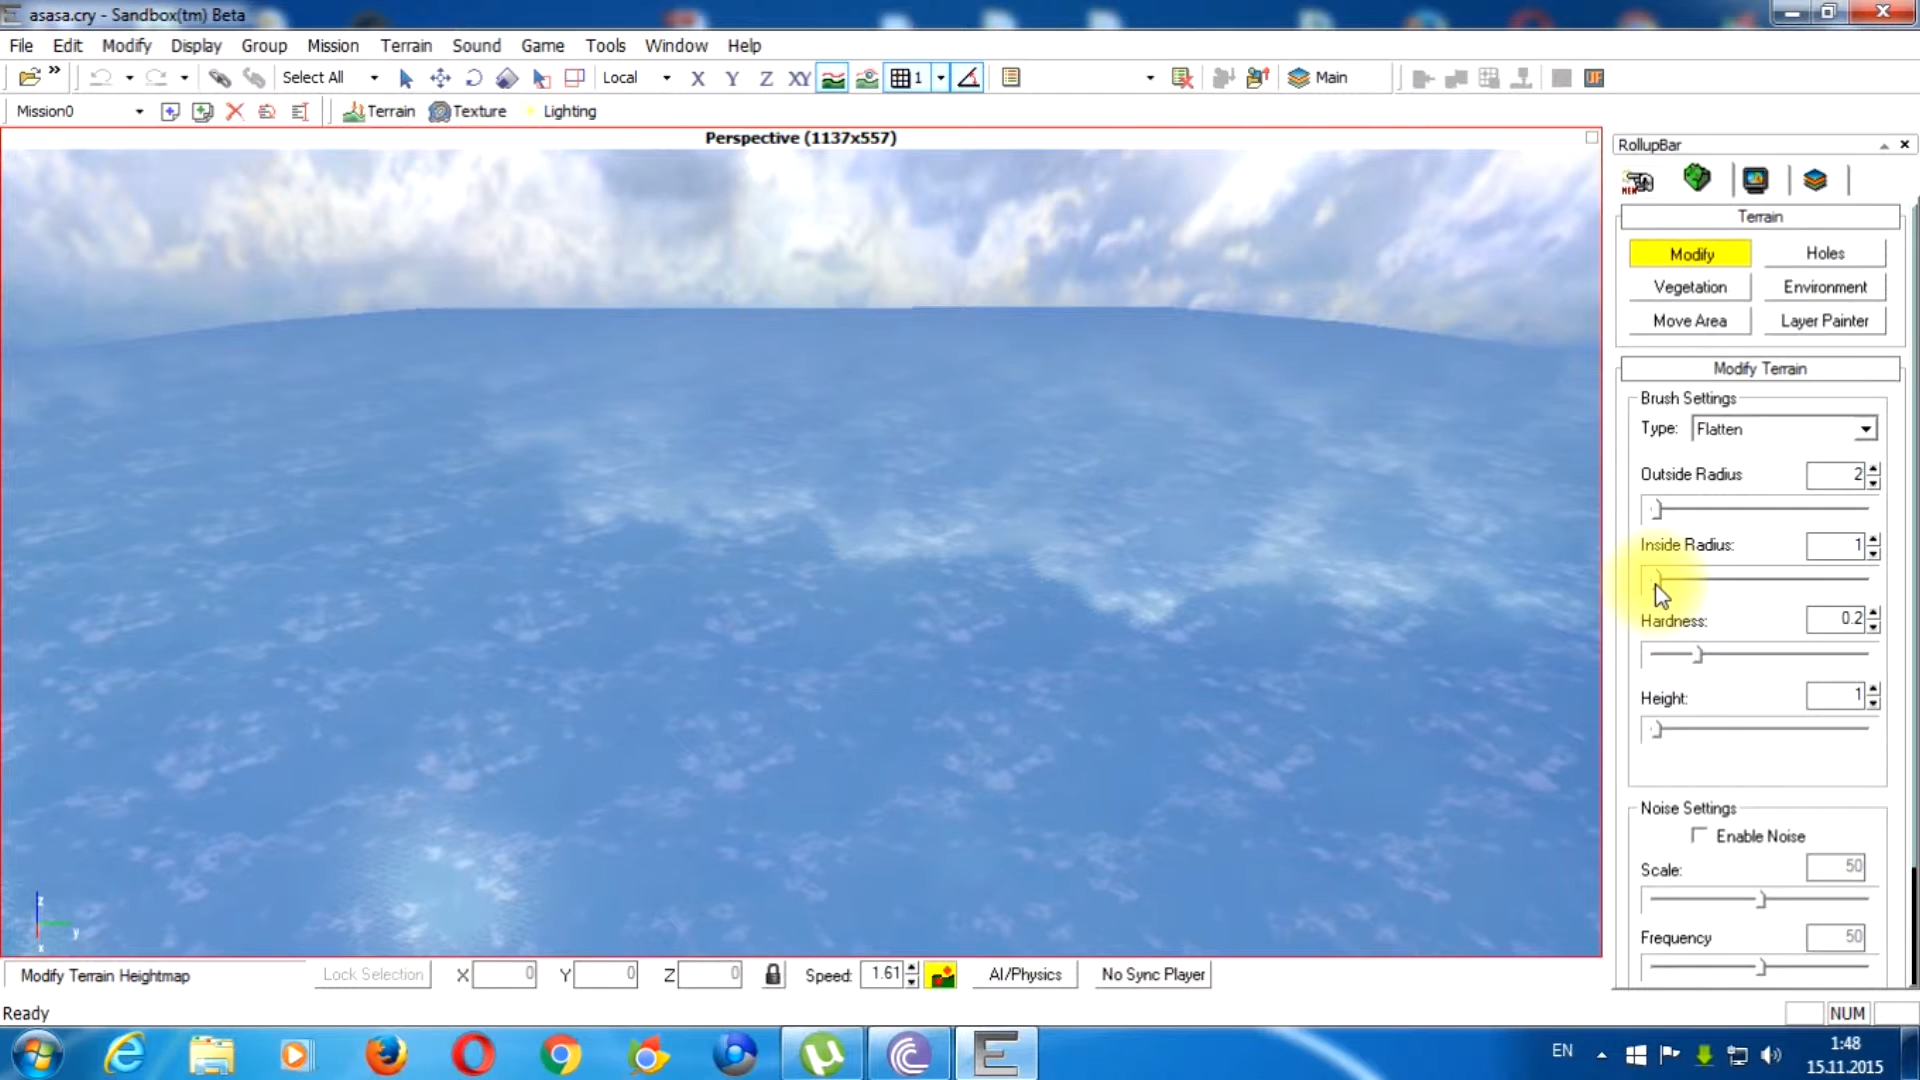 asasa.cry - Sandbox(tm) Beta
File Edit Modify Display Group Mission Terrain Sound Game Tools Window Help
Select All Local X Y Z XY 1 Main
Mission0 Terrain Texture Lighting
Perspective (1137x557)
RollupBar
Terrain
Modify Holes
Vegetation Environment
Move Area Layer Painter
Modify Terrain
Brush Settings
Type: Flatten
Outside Radius 2
Inside Radius: 1
Hardness: 0.2
Height: 1
Noise Settings
Enable Noise
Scale: 50
Frequency 50
z
y
x
Modify Terrain Heightmap Lock Selection X 0 Y 0 Z 0 Speed: 1.61 AI/Physics No Sync Player
Ready NUM
EN 1:48
15.11.2015